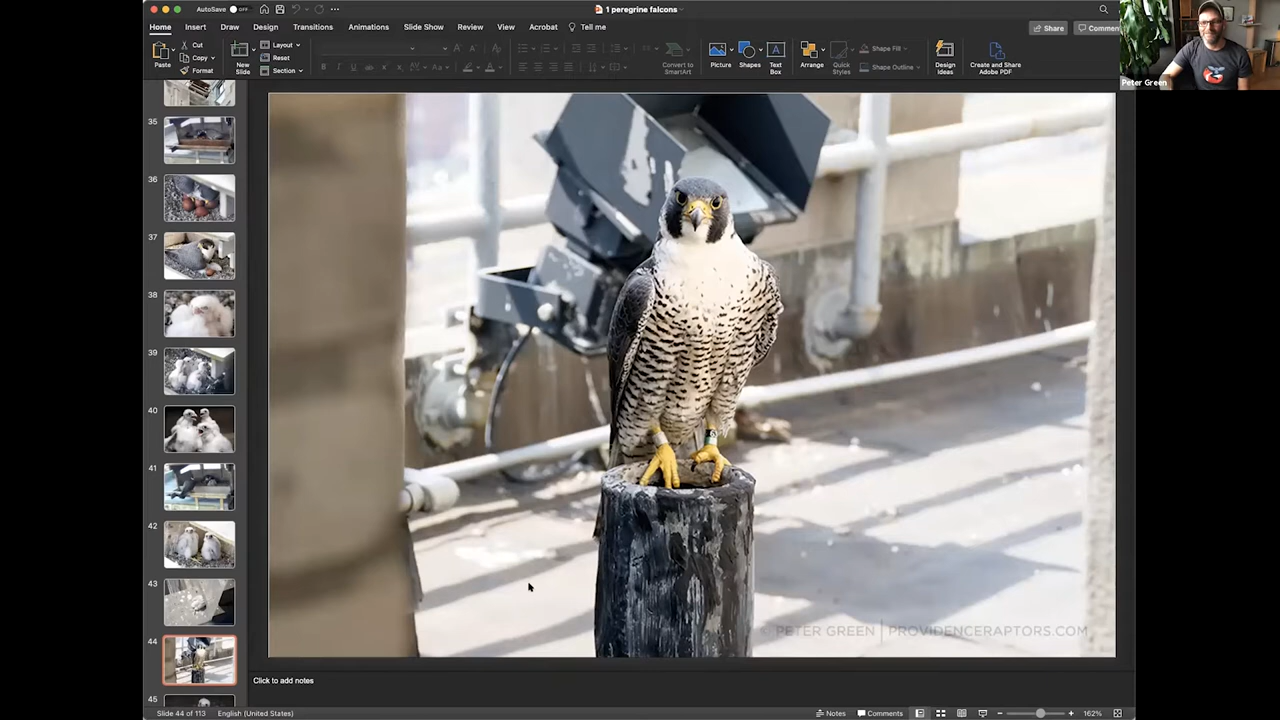 AutoSave OFF
1 peregrine falcons
Home Insert Draw Design Transitions Animations Slide Show Review View Acrobat Tell me
Share Commen
Paste
Cut
Copy
Format
New
Slide
Layout
Reset
Section
Convert to
SmartArt
Picture
Shapes
Text
Box
Arrange
Quick
Styles
Shape Fill
Shape Outline
Design
Ideas
Create and Share
Adobe PDF
Peter Green
35
36
37
38
39
40
41
42
43
44
45
© PETER GREEN | PROVIDENCERAPTORS.COM
Click to add notes
Slide 44 of 113 English (United States)
Notes Comments 162%